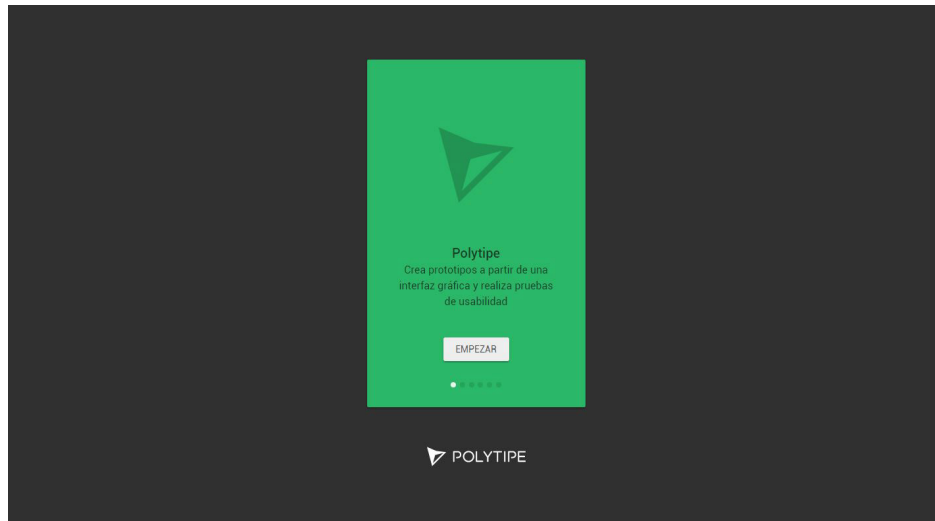 Polytipe
Crea prototipos a partir de una
interfaz gráfica y realiza pruebas
de usabilidad
EMPEZAR
POLYTIPE